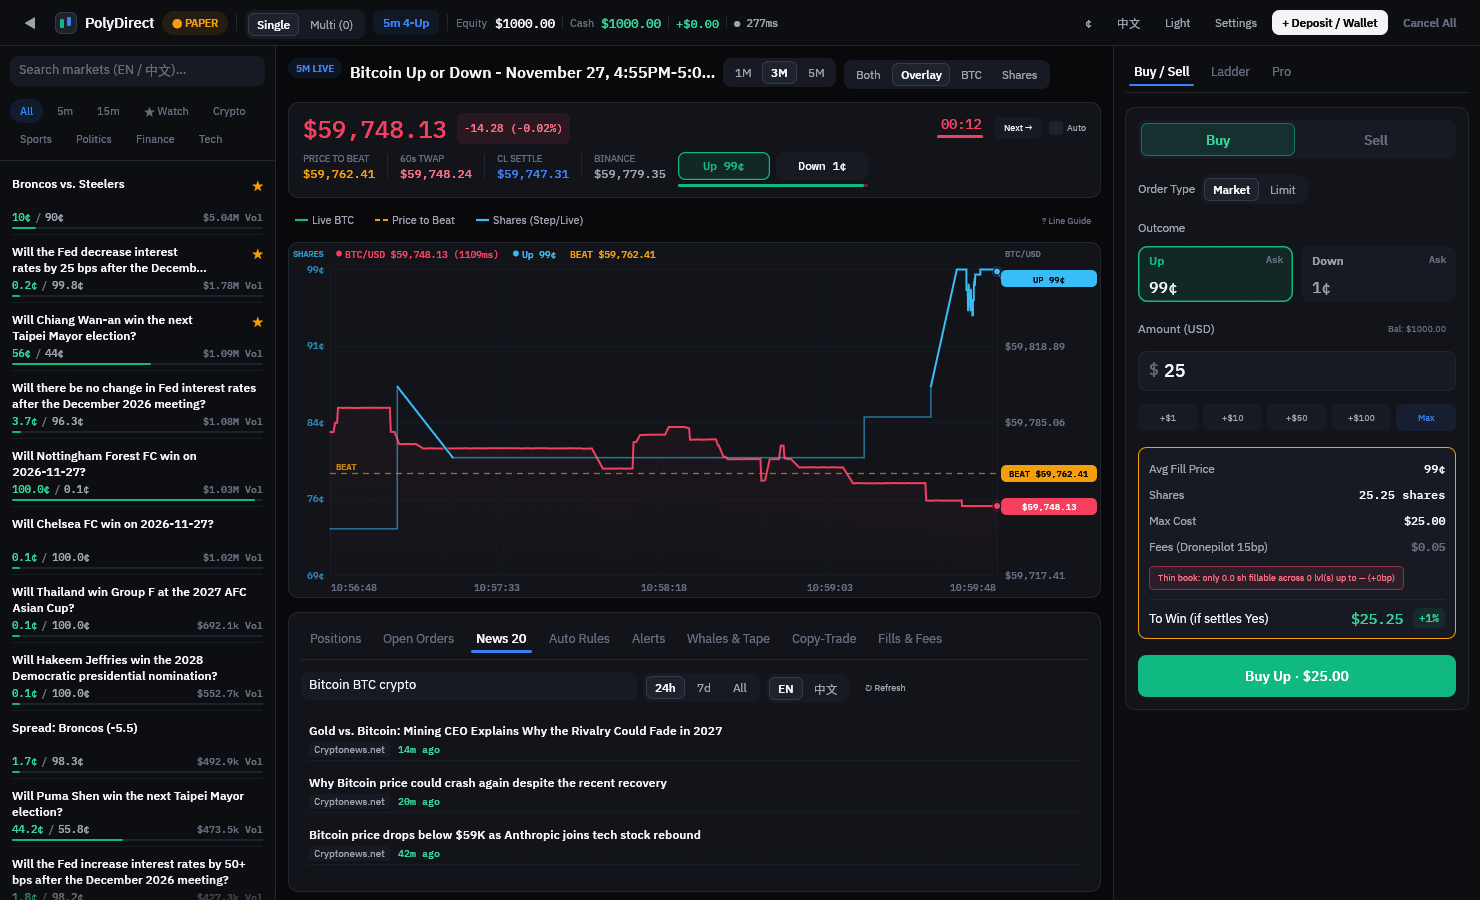 ◀ PolyDirect PAPER Single Multi (0) 5m 4-Up Equity $1000.00 Cash $1000.00 +$0.00 277ms ¢ 中文 Light Settings + Deposit / Wallet Cancel All
Search markets (EN / 中文)...
All 5m 15m ★ Watch Crypto
Sports Politics Finance Tech
Broncos vs. Steelers ★
10¢ / 90¢ $5.04M Vol
Will the Fed decrease interest ★
rates by 25 bps after the Decemb...
0.2¢ / 99.8¢ $1.78M Vol
Will Chiang Wan-an win the next ★
Taipei Mayor election?
56¢ / 44¢ $1.09M Vol
Will there be no change in Fed interest rates
after the December 2026 meeting?
3.7¢ / 96.3¢ $1.08M Vol
Will Nottingham Forest FC win on
2026-11-27?
100.0¢ / 0.1¢ $1.03M Vol
Will Chelsea FC win on 2026-11-27?
0.1¢ / 100.0¢ $1.02M Vol
Will Thailand win Group F at the 2027 AFC
Asian Cup?
0.1¢ / 100.0¢ $692.1k Vol
Will Hakeem Jeffries win the 2028
Democratic presidential nomination?
0.1¢ / 100.0¢ $552.7k Vol
Spread: Broncos (-5.5)
1.7¢ / 98.3¢ $492.9k Vol
Will Puma Shen win the next Taipei Mayor
election?
44.2¢ / 55.8¢ $473.5k Vol
Will the Fed increase interest rates by 50+
bps after the December 2026 meeting?
1.8¢ / 98.2¢ $427.3k Vol
5M LIVE Bitcoin Up or Down - November 27, 4:55PM-5:0... 1M 3M 5M Both Overlay BTC Shares
$59,748.13 -14.28 (-0.02%) 00:12 Next → Auto
PRICE TO BEAT 60s TWAP CL SETTLE BINANCE
$59,762.41 $59,748.24 $59,747.31 $59,779.35 Up 99¢ Down 1¢
Live BTC Price to Beat Shares (Step/Live) ? Line Guide
SHARES BTC/USD $59,748.13 (1109ms) Up 99¢ BEAT $59,762.41 BTC/USD
99¢ UP 99¢
91¢ $59,818.89
84¢ $59,785.06
BEAT BEAT $59,762.41
76¢ $59,748.13
69¢ $59,717.41
10:56:48 10:57:33 10:58:18 10:59:03 10:59:48
Positions Open Orders News 20 Auto Rules Alerts Whales & Tape Copy-Trade Fills & Fees
Bitcoin BTC crypto 24h 7d All EN 中文 ↻ Refresh
Gold vs. Bitcoin: Mining CEO Explains Why the Rivalry Could Fade in 2027
Cryptonews.net 14m ago
Why Bitcoin price could crash again despite the recent recovery
Cryptonews.net 20m ago
Bitcoin price drops below $59K as Anthropic joins tech stock rebound
Cryptonews.net 42m ago
Buy / Sell Ladder Pro
Buy Sell
Order Type Market Limit
Outcome
Up Ask Down Ask
99¢ 1¢
Amount (USD) Bal: $1000.00
$ 25
+$1 +$10 +$50 +$100 Max
Avg Fill Price 99¢
Shares 25.25 shares
Max Cost $25.00
Fees (Dronepilot 15bp) $0.05
Thin book: only 0.0 sh fillable across 0 lvl(s) up to — (+0bp)
To Win (if settles Yes) $25.25 +1%
Buy Up · $25.00